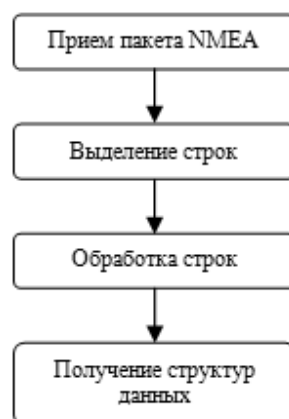 Прием пакета NMEA
Выделение строк
Обработка строк
Получение структур
данных